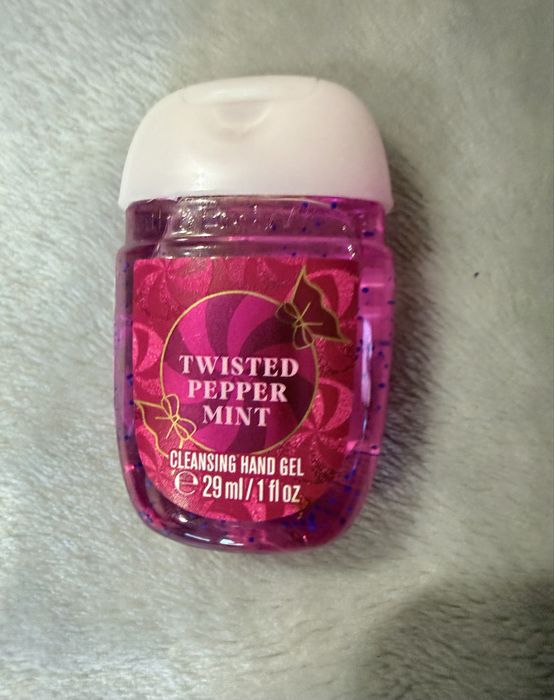 TWISTED
PEPPER
MINT
CLEANSING HAND GEL
℮ 29 ml / 1 fl oz